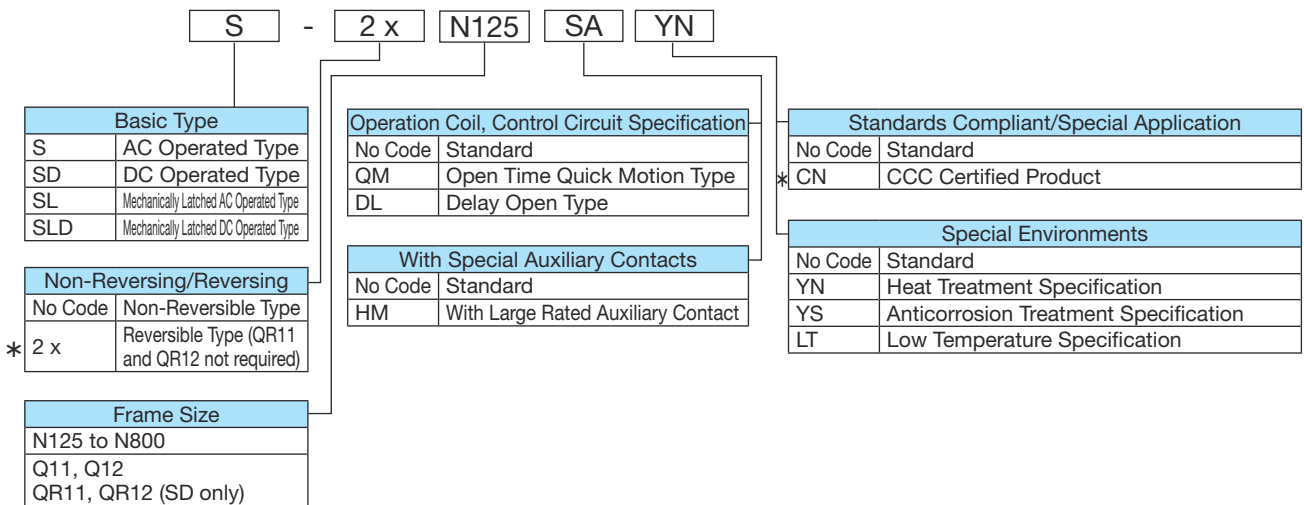 S - 2 x N125 SA YN
Basic Type
S AC Operated Type
SD DC Operated Type
SL Mechanically Latched AC Operated Type
SLD Mechanically Latched DC Operated Type
Non-Reversing/Reversing
No Code Non-Reversible Type
* 2 x Reversible Type (QR11
and QR12 not required)
Frame Size
N125 to N800
Q11, Q12
QR11, QR12 (SD only)
Operation Coil, Control Circuit Specification
No Code Standard
QM Open Time Quick Motion Type
DL Delay Open Type
With Special Auxiliary Contacts
No Code Standard
HM With Large Rated Auxiliary Contact
Standards Compliant/Special Application
No Code Standard
* CN CCC Certified Product
Special Environments
No Code Standard
YN Heat Treatment Specification
YS Anticorrosion Treatment Specification
LT Low Temperature Specification